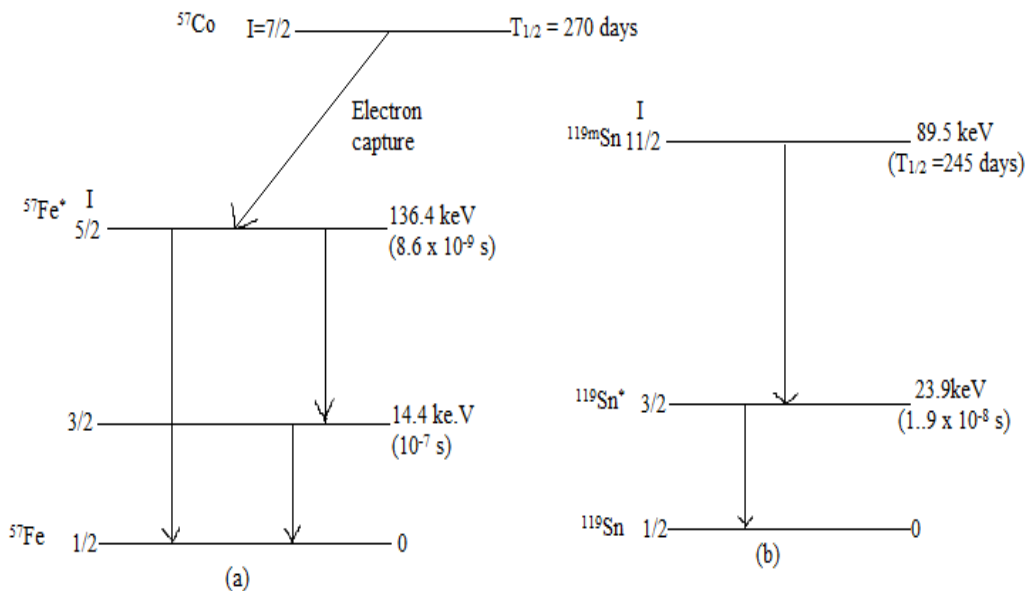 ⁵⁷Co I=7/2 T₁/₂ = 270 days
Electron
capture
⁵⁷Fe* I
5/2
136.4 keV
(8.6 x 10⁻⁹ s)
3/2
14.4 ke.V
(10⁻⁷ s)
⁵⁷Fe 1/2 0
(a)
I
¹¹⁹ᵐSn 11/2
89.5 keV
(T₁/₂ =245 days)
¹¹⁹Sn* 3/2
23.9keV
(1..9 x 10⁻⁸ s)
¹¹⁹Sn 1/2 0
(b)